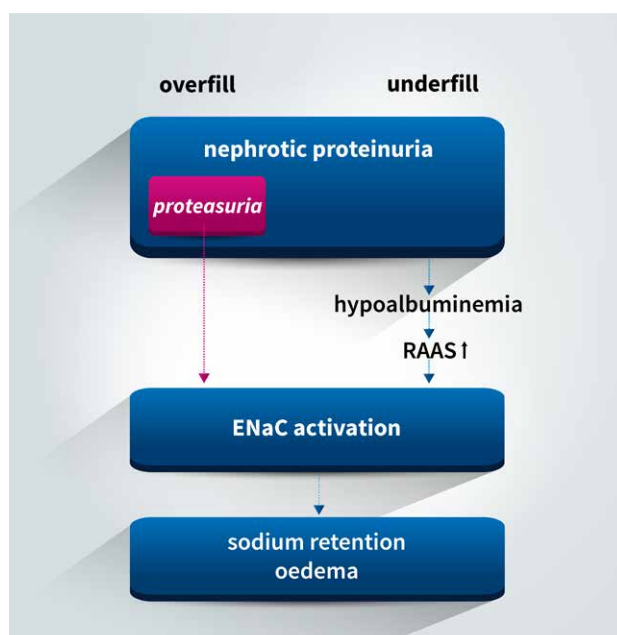 overfill underfill
nephrotic proteinuria
proteasuria
hypoalbuminemia
RAAS↑
ENaC activation
sodium retention
oedema